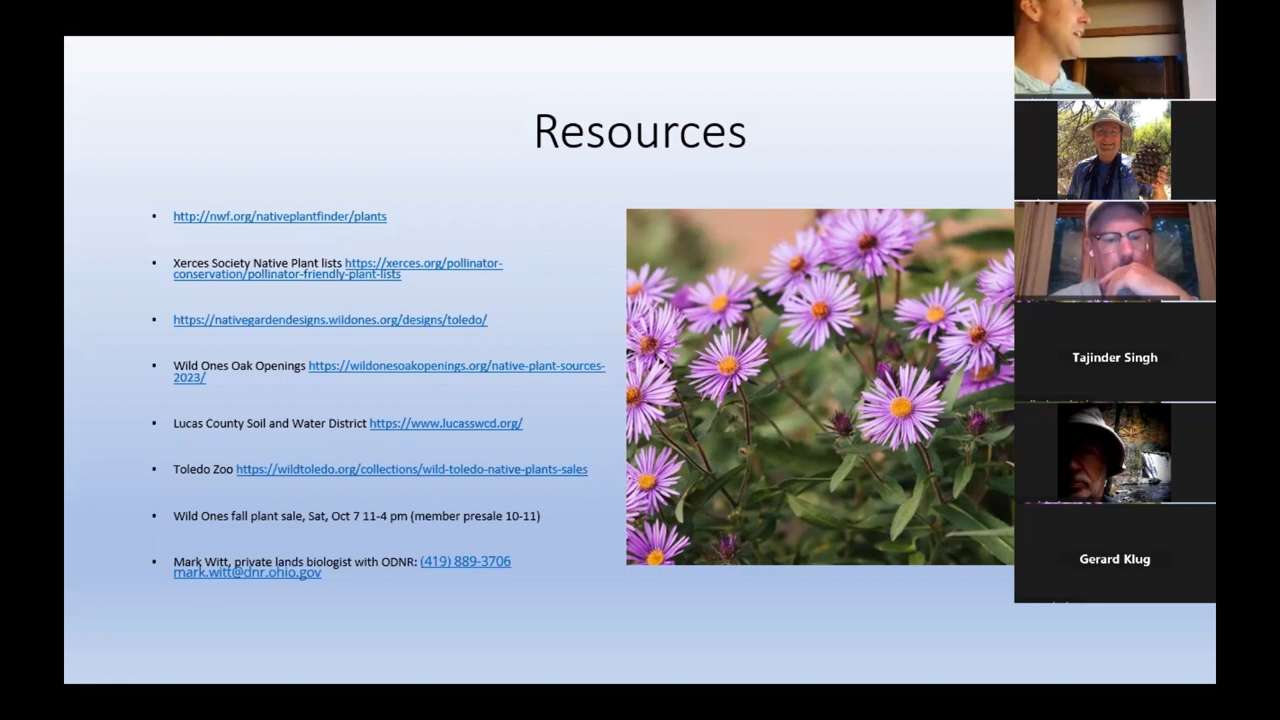 Resources
• http://nwf.org/nativeplantfinder/plants
• Xerces Society Native Plant lists https://xerces.org/pollinator-
conservation/pollinator-friendly-plant-lists
• https://nativegardendesigns.wildones.org/designs/toledo/
• Wild Ones Oak Openings https://wildonesoakopenings.org/native-plant-sources-
2023/
• Lucas County Soil and Water District https://www.lucasswcd.org/
• Toledo Zoo https://wildtoledo.org/collections/wild-toledo-native-plants-sales
• Wild Ones fall plant sale, Sat, Oct 7 11-4 pm (member presale 10-11)
• Mark Witt, private lands biologist with ODNR: (419) 889-3706
mark.witt@dnr.ohio.gov
Tajinder Singh
Gerard Klug